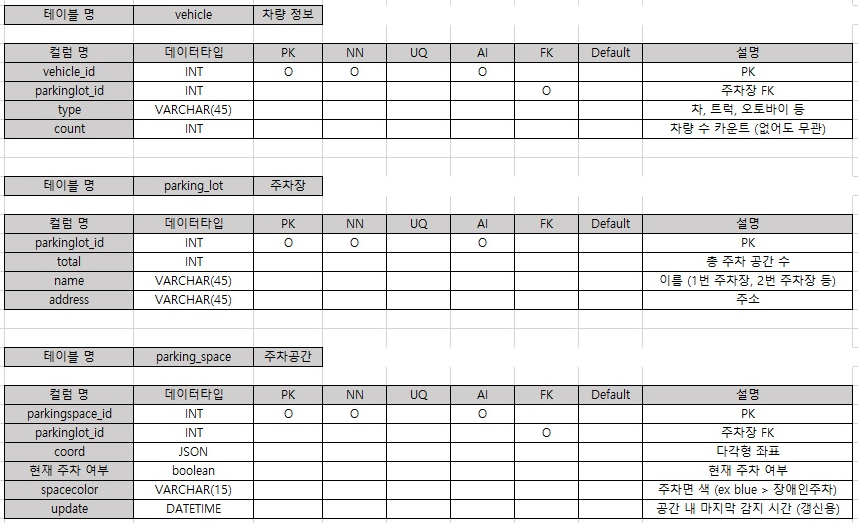 테이블 명 vehicle 차량 정보
컬럼 명 데이터타입 PK NN UQ AI FK Default 설명
vehicle_id INT O O O PK
parkinglot_id INT O 주차장 FK
type VARCHAR(45) 차, 트럭, 오토바이 등
count INT 차량 수 카운트 (없어도 무관)
테이블 명 parking_lot 주차장
컬럼 명 데이터타입 PK NN UQ AI FK Default 설명
parkinglot_id INT O O O PK
total INT 총 주차 공간 수
name VARCHAR(45) 이름 (1번 주차장, 2번 주차장 등)
address VARCHAR(45) 주소
테이블 명 parking_space 주차공간
컬럼 명 데이터타입 PK NN UQ AI FK Default 설명
parkingspace_id INT O O O PK
parkinglot_id INT O 주차장 FK
coord JSON 다각형 좌표
현재 주차 여부 boolean 현재 주차 여부
spacecolor VARCHAR(15) 주차면 색 (ex blue > 장애인주차)
update DATETIME 공간 내 마지막 감지 시간 (갱신용)